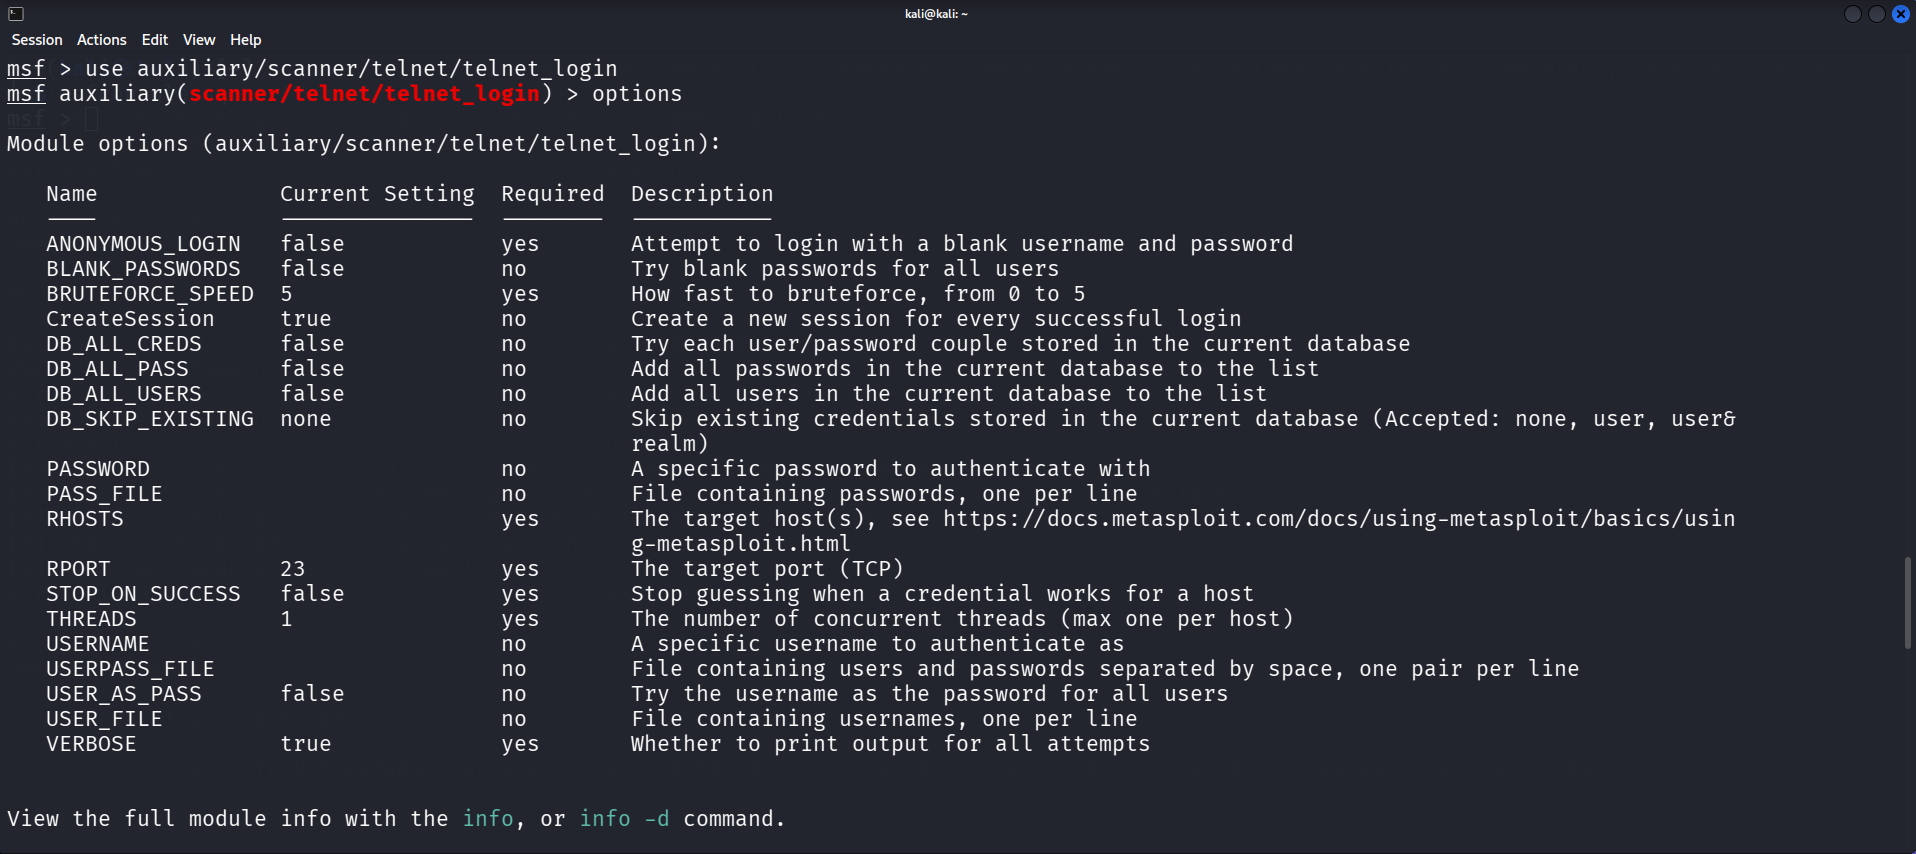 kali@kali: ~
Session Actions Edit View Help
msf > use auxiliary/scanner/telnet/telnet_login
msf auxiliary(scanner/telnet/telnet_login) > options
msf >
Module options (auxiliary/scanner/telnet/telnet_login):
Name Current Setting Required Description
---- --------------- -------- -----------
ANONYMOUS_LOGIN false yes Attempt to login with a blank username and password
BLANK_PASSWORDS false no Try blank passwords for all users
BRUTEFORCE_SPEED 5 yes How fast to bruteforce, from 0 to 5
CreateSession true no Create a new session for every successful login
DB_ALL_CREDS false no Try each user/password couple stored in the current database
DB_ALL_PASS false no Add all passwords in the current database to the list
DB_ALL_USERS false no Add all users in the current database to the list
DB_SKIP_EXISTING none no Skip existing credentials stored in the current database (Accepted: none, user, user&
realm)
PASSWORD no A specific password to authenticate with
PASS_FILE no File containing passwords, one per line
RHOSTS yes The target host(s), see https://docs.metasploit.com/docs/using-metasploit/basics/usin
g-metasploit.html
RPORT 23 yes The target port (TCP)
STOP_ON_SUCCESS false yes Stop guessing when a credential works for a host
THREADS 1 yes The number of concurrent threads (max one per host)
USERNAME no A specific username to authenticate as
USERPASS_FILE no File containing users and passwords separated by space, one pair per line
USER_AS_PASS false no Try the username as the password for all users
USER_FILE no File containing usernames, one per line
VERBOSE true yes Whether to print output for all attempts
View the full module info with the info, or info -d command.